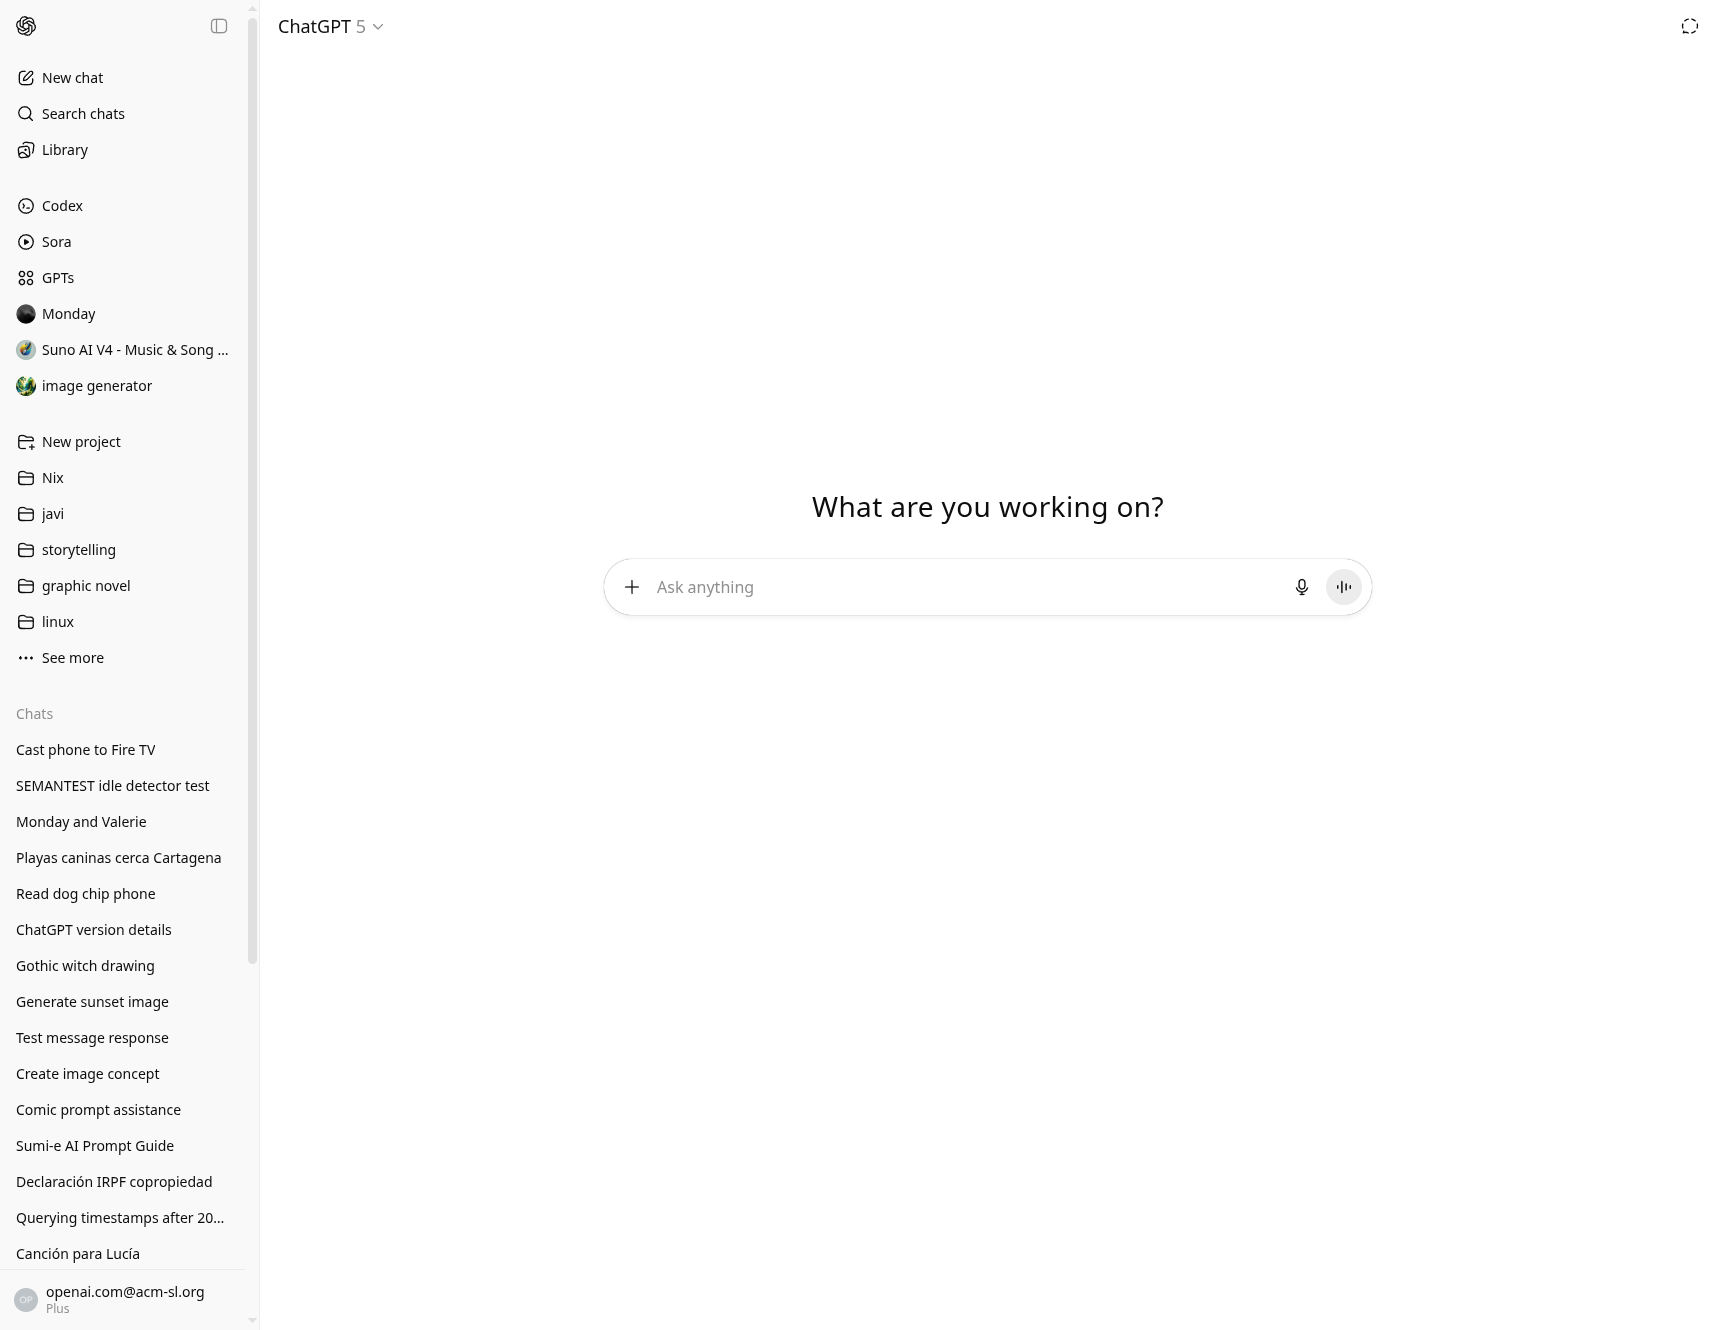 ChatGPT 5
New chat
Search chats
Library
Codex
Sora
GPTs
Monday
Suno AI V4 - Music & Song ...
image generator
New project
Nix
javi
storytelling
graphic novel
linux
See more
Chats
Cast phone to Fire TV
SEMANTEST idle detector test
Monday and Valerie
Playas caninas cerca Cartagena
Read dog chip phone
ChatGPT version details
Gothic witch drawing
Generate sunset image
Test message response
Create image concept
Comic prompt assistance
Sumi-e AI Prompt Guide
Declaración IRPF copropiedad
Querying timestamps after 20...
Canción para Lucía
OP
openai.com@acm-sl.org
Plus
What are you working on?
Ask anything